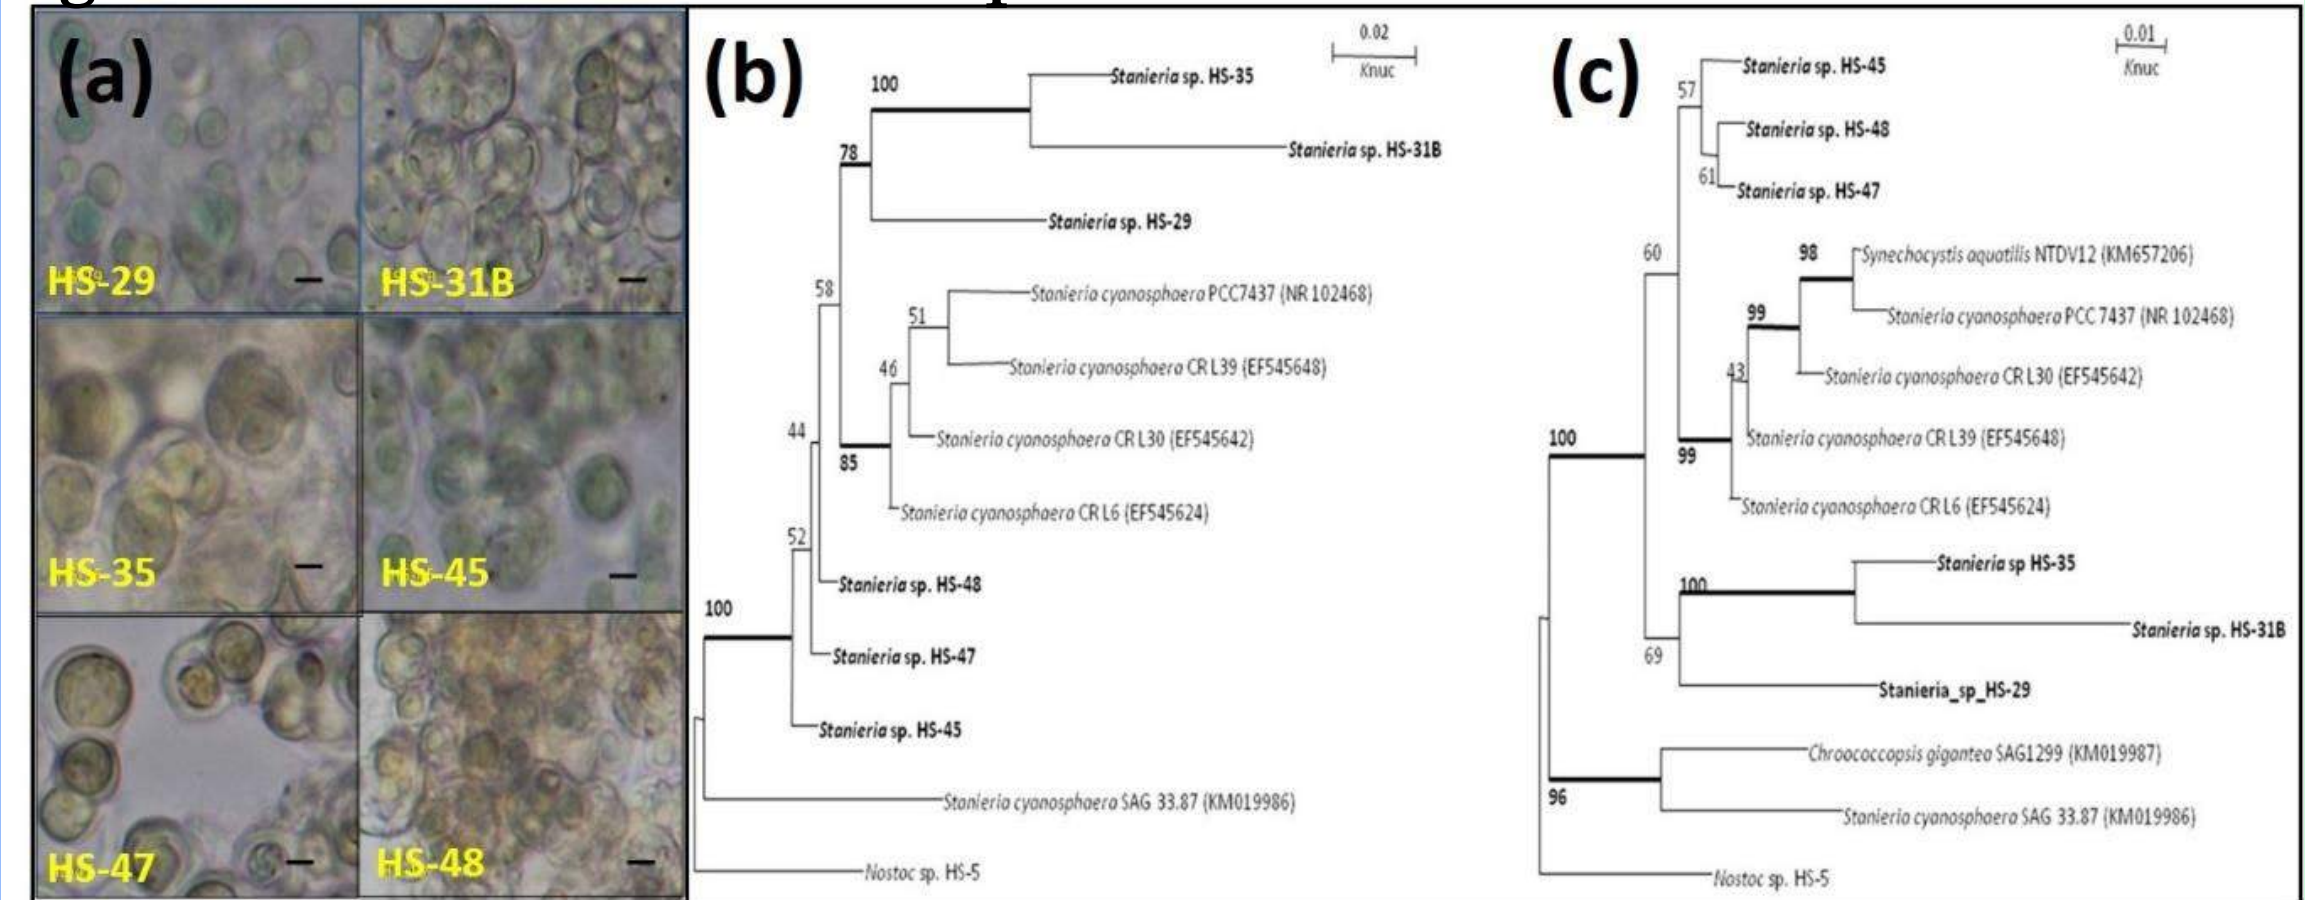 (a)
HS-29
HS-31B
HS-35
HS-45
HS-47
HS-48
(b)
0.02
Knuc
100
Stanieria sp. HS-35
Stanieria sp. HS-31B
78
Stanieria sp. HS-29
58
Stanieria cyanosphaera PCC7437 (NR 102468)
51
Stanieria cyanosphaera CR L39 (EF545648)
46
Stanieria cyanosphaera CR L30 (EF545642)
44
85
Stanieria cyanosphaera CR L6 (EF545624)
52
Stanieria sp. HS-48
100
Stanieria sp. HS-47
Stanieria sp. HS-45
Stanieria cyanosphaera SAG 33.87 (KM019986)
Nostoc sp. HS-5
(c)
0.01
Knuc
Stanieria sp. HS-45
57
Stanieria sp. HS-48
61
Stanieria sp. HS-47
60
98
Synechocystis aquatilis NTDV12 (KM657206)
99
Stanieria cyanosphaera PCC 7437 (NR 102468)
43
Stanieria cyanosphaera CR L30 (EF545642)
100
Stanieria cyanosphaera CR L39 (EF545648)
99
Stanieria cyanosphaera CR L6 (EF545624)
Stanieria sp HS-35
100
Stanieria sp. HS-31B
69
Stanieria_sp_HS-29
Chroococcopsis gigantea SAG1299 (KM019987)
96
Stanieria cyanosphaera SAG 33.87 (KM019986)
Nostoc sp. HS-5